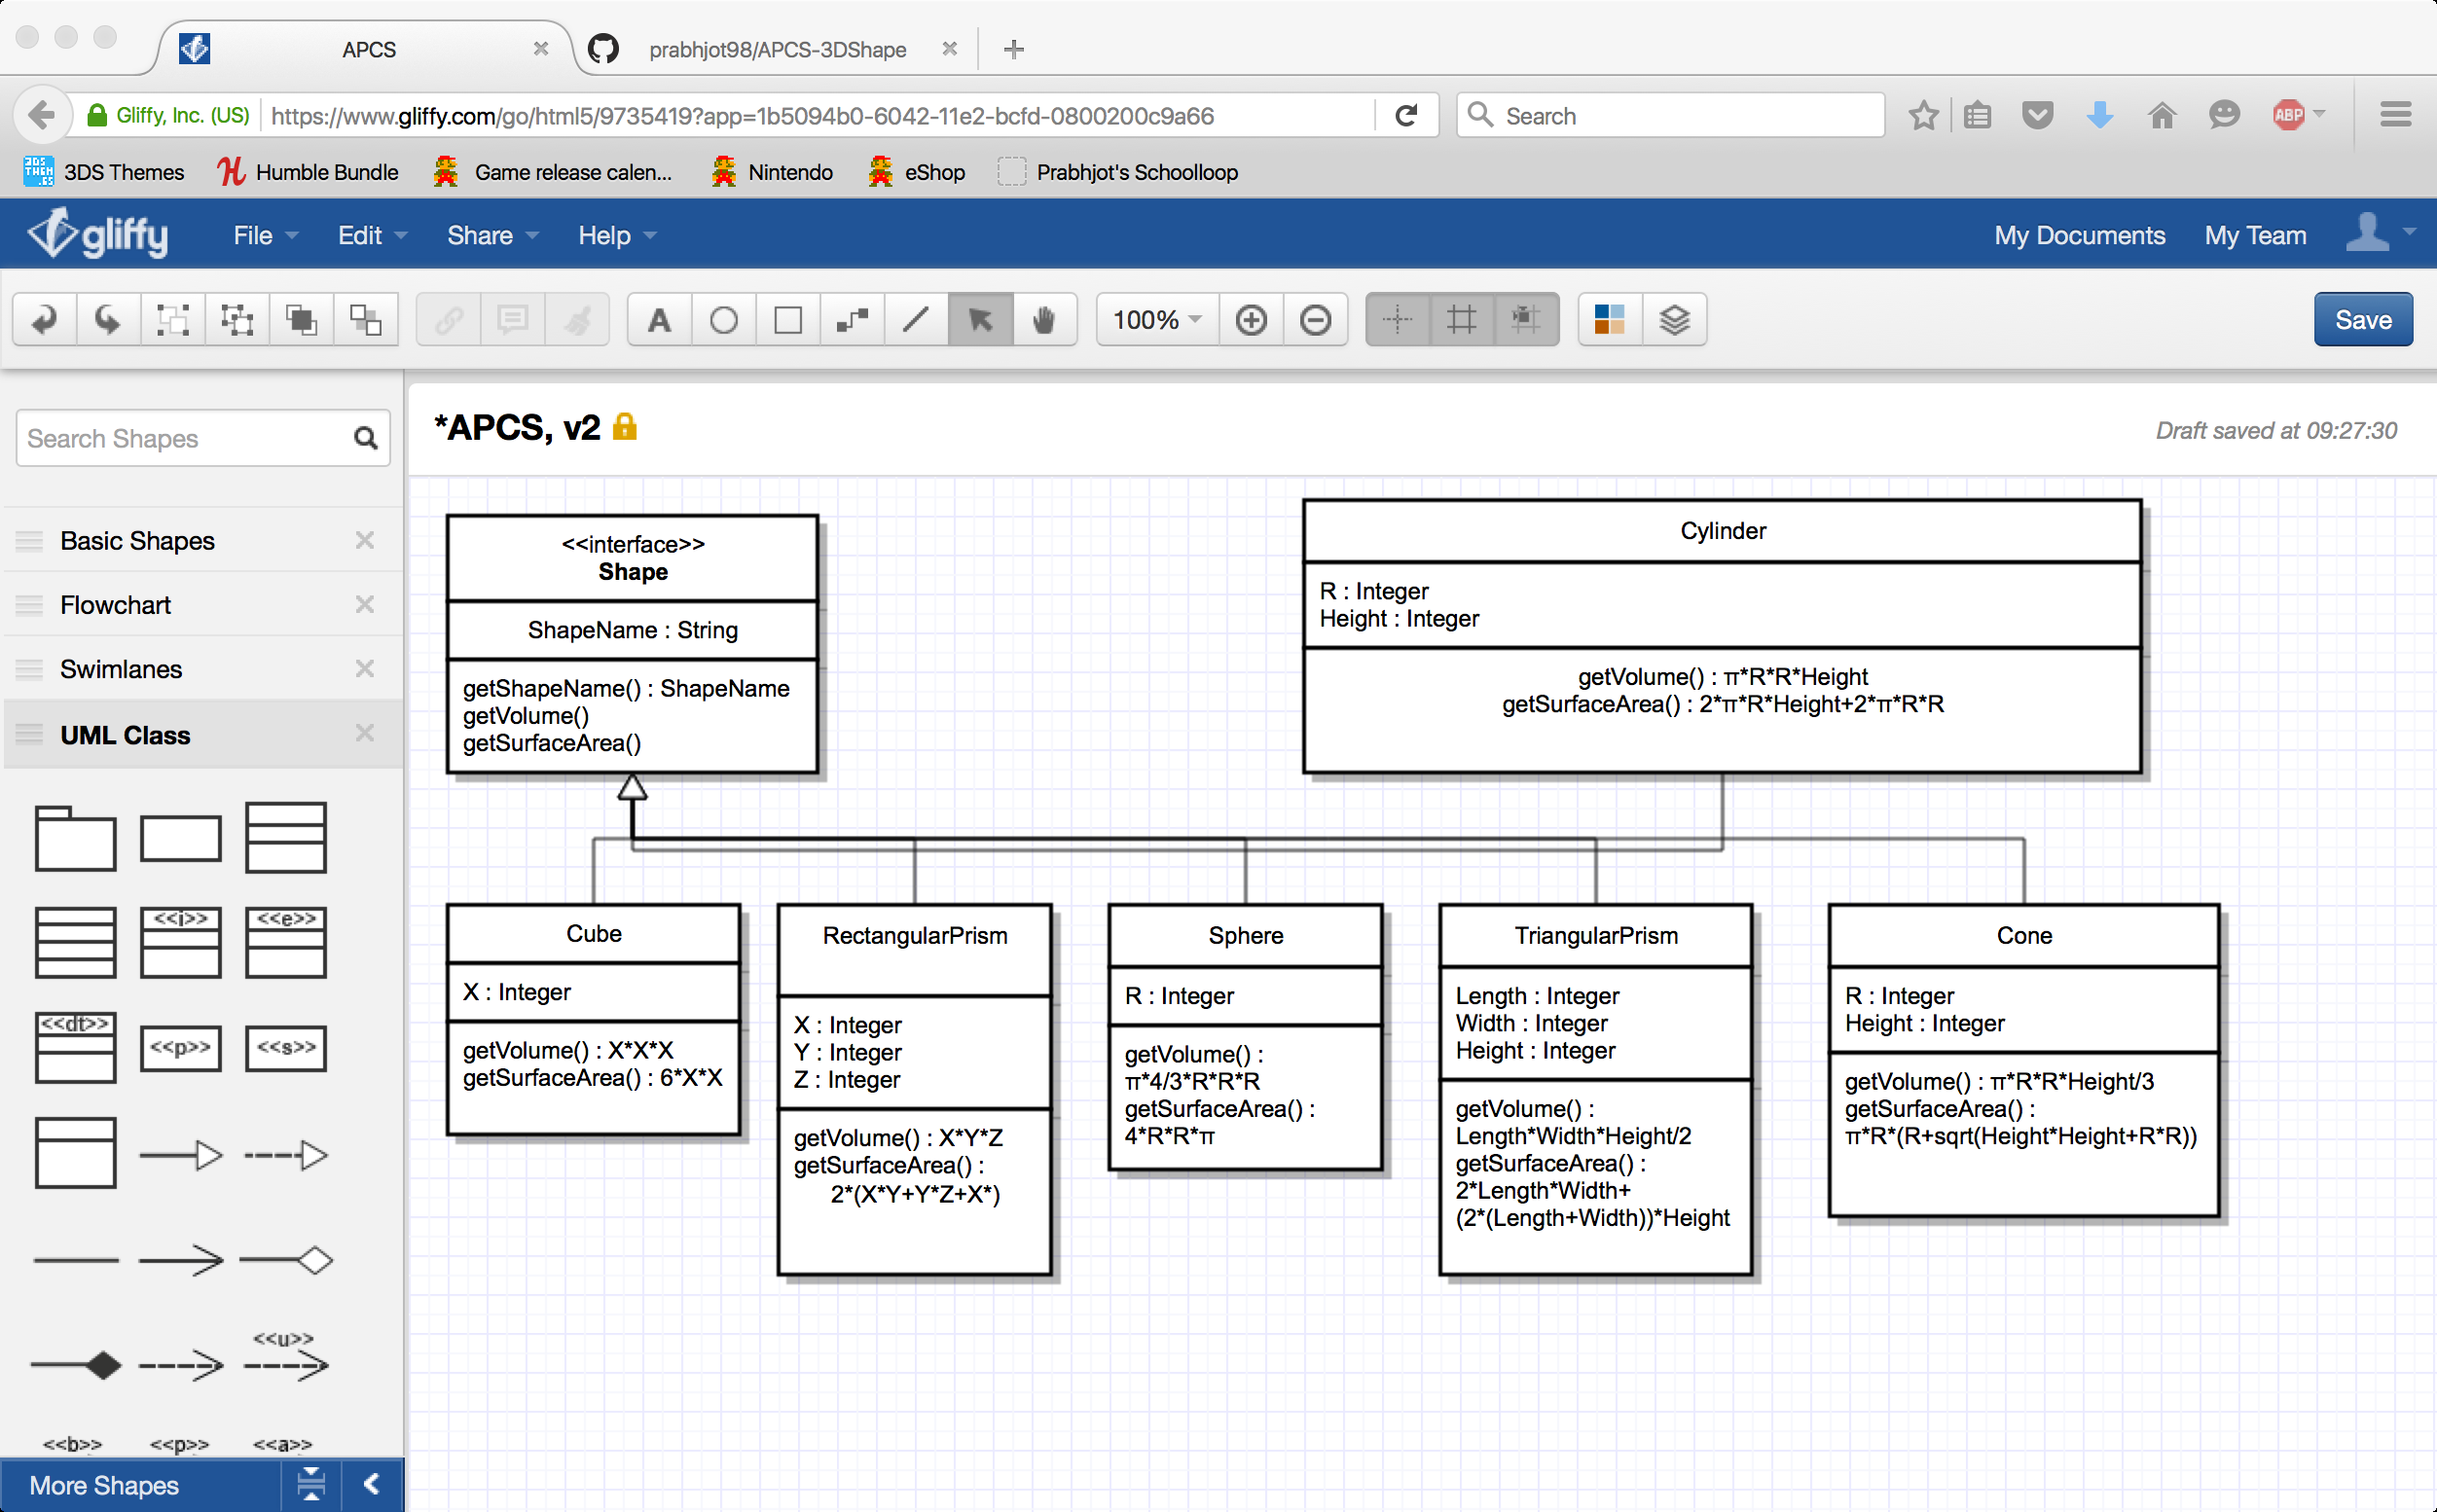 APCS
prabhjot98/APCS-3DShape
Gliffy, Inc. (US)
https://www.gliffy.com/go/html5/9735419?app=1b5094b0-6042-11e2-bcfd-0800200c9a66
Search
ABP
3DS THEM .ES
3DS Themes
Humble Bundle
Game release calen...
Nintendo
eShop
Prabhjot's Schoolloop
gliffy
File
Edit
Share
Help
My Documents
My Team
A
100%
Save
Search Shapes
*APCS, v2
Draft saved at 09:27:30
Basic Shapes
Flowchart
Swimlanes
UML Class
<<i>>
<<e>>
<<dt>>
<<p>>
<<s>>
<<u>>
<<b>>
<<p>>
<<a>>
More Shapes
<<interface>>
Shape
ShapeName : String
getShapeName() : ShapeName
getVolume()
getSurfaceArea()
Cylinder
R : Integer
Height : Integer
getVolume() : π*R*R*Height
getSurfaceArea() : 2*π*R*Height+2*π*R*R
Cube
X : Integer
getVolume() : X*X*X
getSurfaceArea() : 6*X*X
RectangularPrism
X : Integer
Y : Integer
Z : Integer
getVolume() : X*Y*Z
getSurfaceArea() :
2*(X*Y+Y*Z+X*)
Sphere
R : Integer
getVolume() :
π*4/3*R*R*R
getSurfaceArea() :
4*R*R*π
TriangularPrism
Length : Integer
Width : Integer
Height : Integer
getVolume() :
Length*Width*Height/2
getSurfaceArea() :
2*Length*Width+
(2*(Length+Width))*Height
Cone
R : Integer
Height : Integer
getVolume() : π*R*R*Height/3
getSurfaceArea() :
π*R*(R+sqrt(Height*Height+R*R))